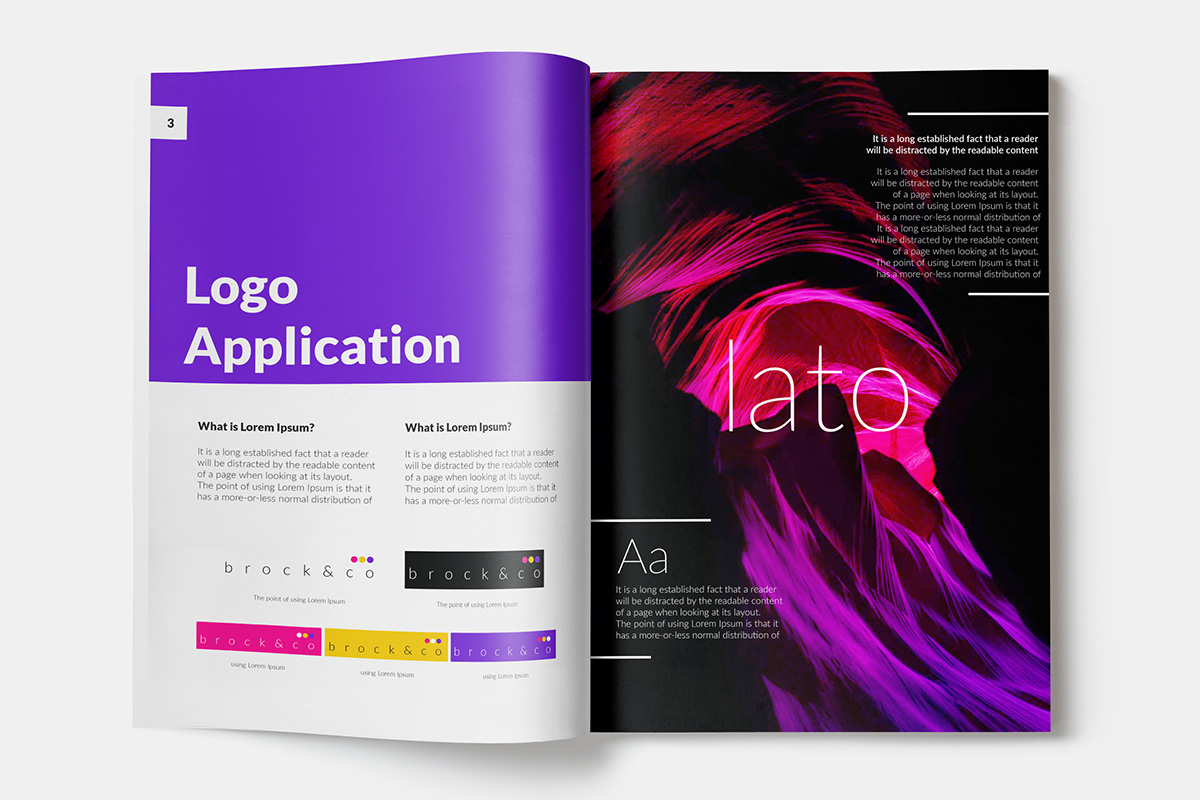 3
Logo
Application
What is Lorem Ipsum?
It is a long established fact that a reader
will be distracted by the readable content
of a page when looking at its layout.
The point of using Lorem Ipsum is that it
has a more-or-less normal distribution of
What is Lorem Ipsum?
It is a long established fact that a reader
will be distracted by the readable content
of a page when looking at its layout.
The point of using Lorem Ipsum is that it
has a more-or-less normal distribution of
brock&co
The point of using Lorem Ipsum
brock&co
The point of using Lorem Ipsum
brock&co
using Lorem Ipsum
brock&co
using Lorem Ipsum
brock&co
using Lorem Ipsum
It is a long established fact that a reader
will be distracted by the readable content
It is a long established fact that a reader
will be distracted by the readable content
of a page when looking at its layout.
The point of using Lorem Ipsum is that it
has a more-or-less normal distribution of
It is a long established fact that a reader
will be distracted by the readable content
of a page when looking at its layout.
The point of using Lorem Ipsum is that it
has a more-or-less normal distribution of
lato
Aa
It is a long established fact that a reader
will be distracted by the readable content
of a page when looking at its layout.
The point of using Lorem Ipsum is that it
has a more-or-less normal distribution of